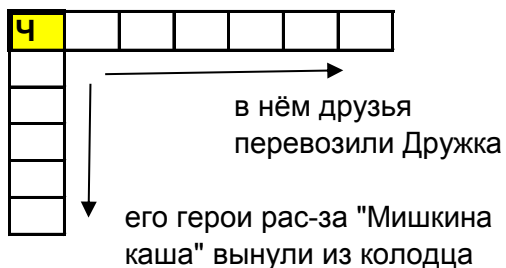 Ч
в нём друзья
перевозили Дружка
его герои рас-за "Мишкина
каша" вынули из колодца